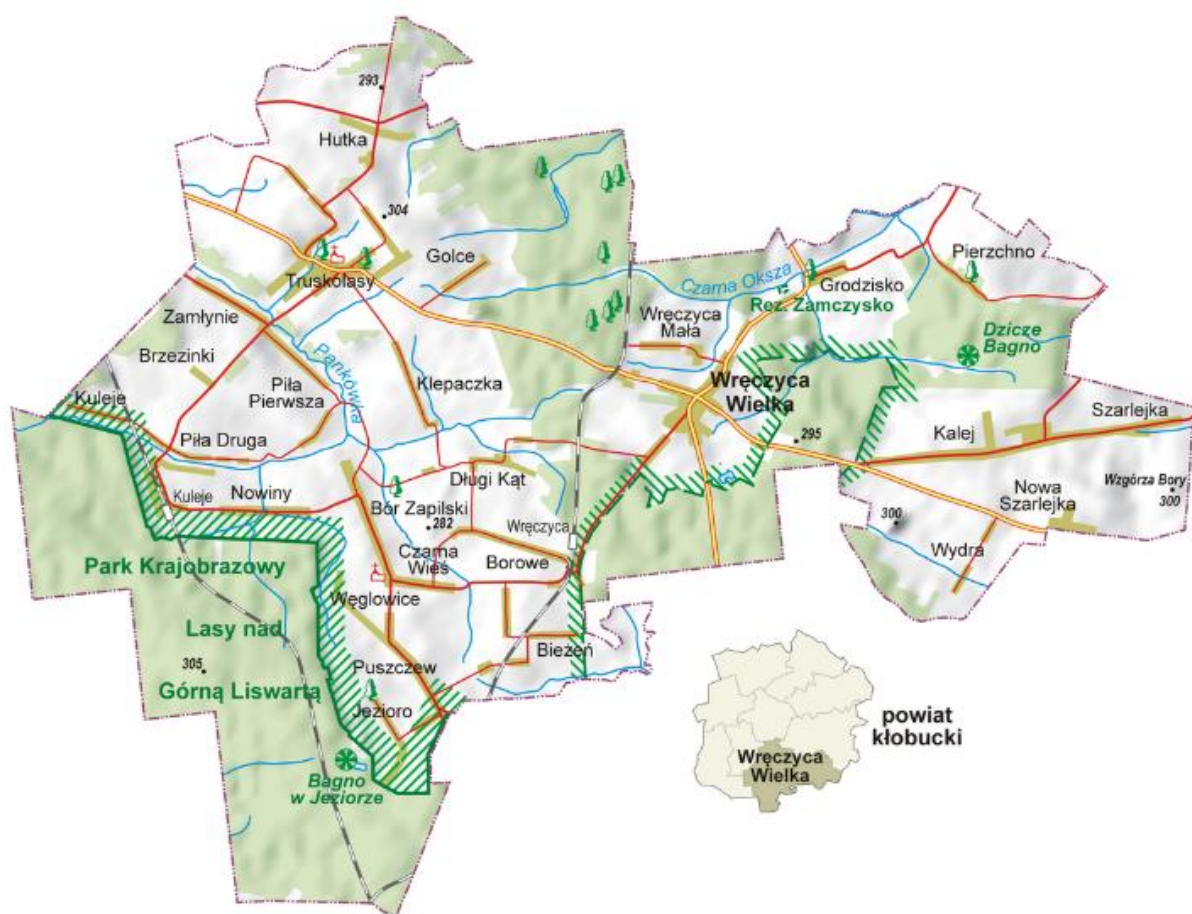 293
Hutka
304
Golce
Truskolasy
Pierzchno
Czarna Oksza
Grodzisko
Rez. Zamczysko
Zamłynie
Wręczyca
Mała
Dzicze
Bagno
Brzezinki
Pankówka
Klepaczka
Piła
Pierwsza
Wręczyca
Wielka
Kuleje
Szarlejka
Kalej
295
Piła Druga
Długi Kąt
Kuleje
Nowiny
Bór Zapilski
Wzgórza Bory
300
Nowa
Szarlejka
282
Wręczyca
300
Czarna
Wieś
Borowe
Wydra
Park Krajobrazowy
Węglowice
Lasy nad
Bieżeń
305
Puszczew
Górną Liswartą
Jezioro
powiat
kłobucki
Wręczyca
Wielka
Bagno
w Jeziorze